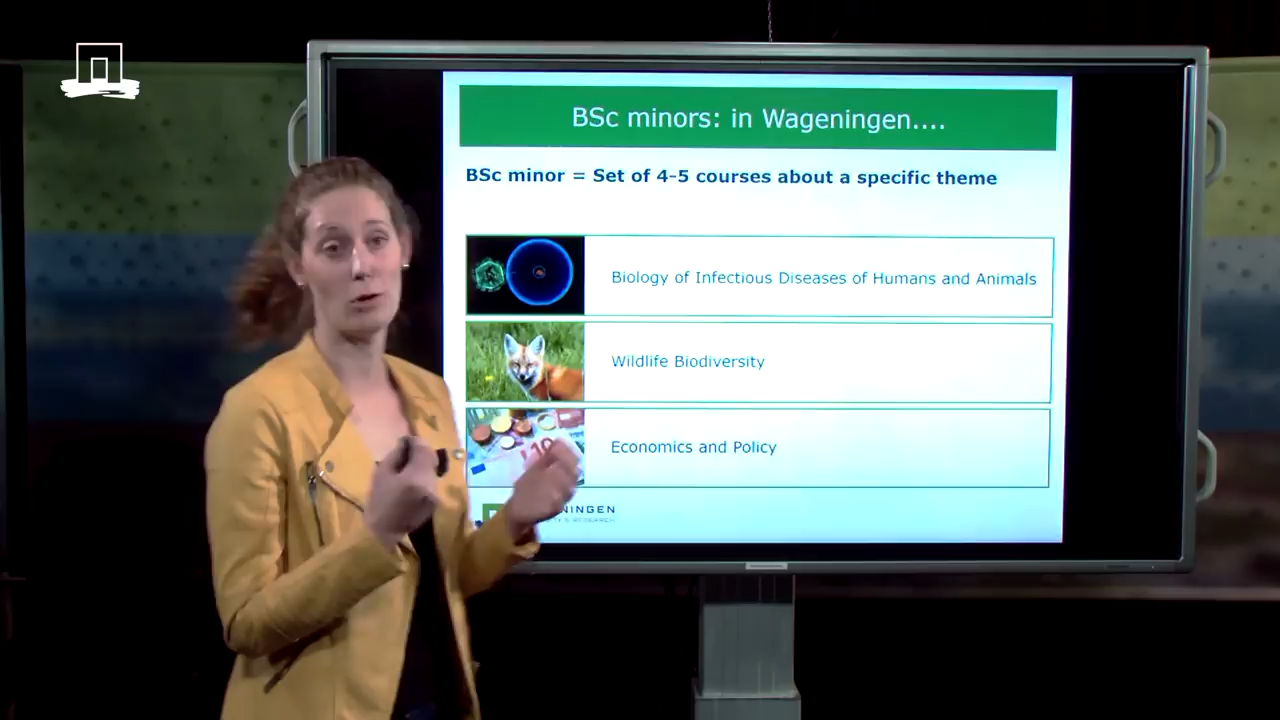 BSc minors: in Wageningen....
BSc minor = Set of 4-5 courses about a specific theme
Biology of Infectious Diseases of Humans and Animals
Wildlife Biodiversity
Economics and Policy
NINGEN